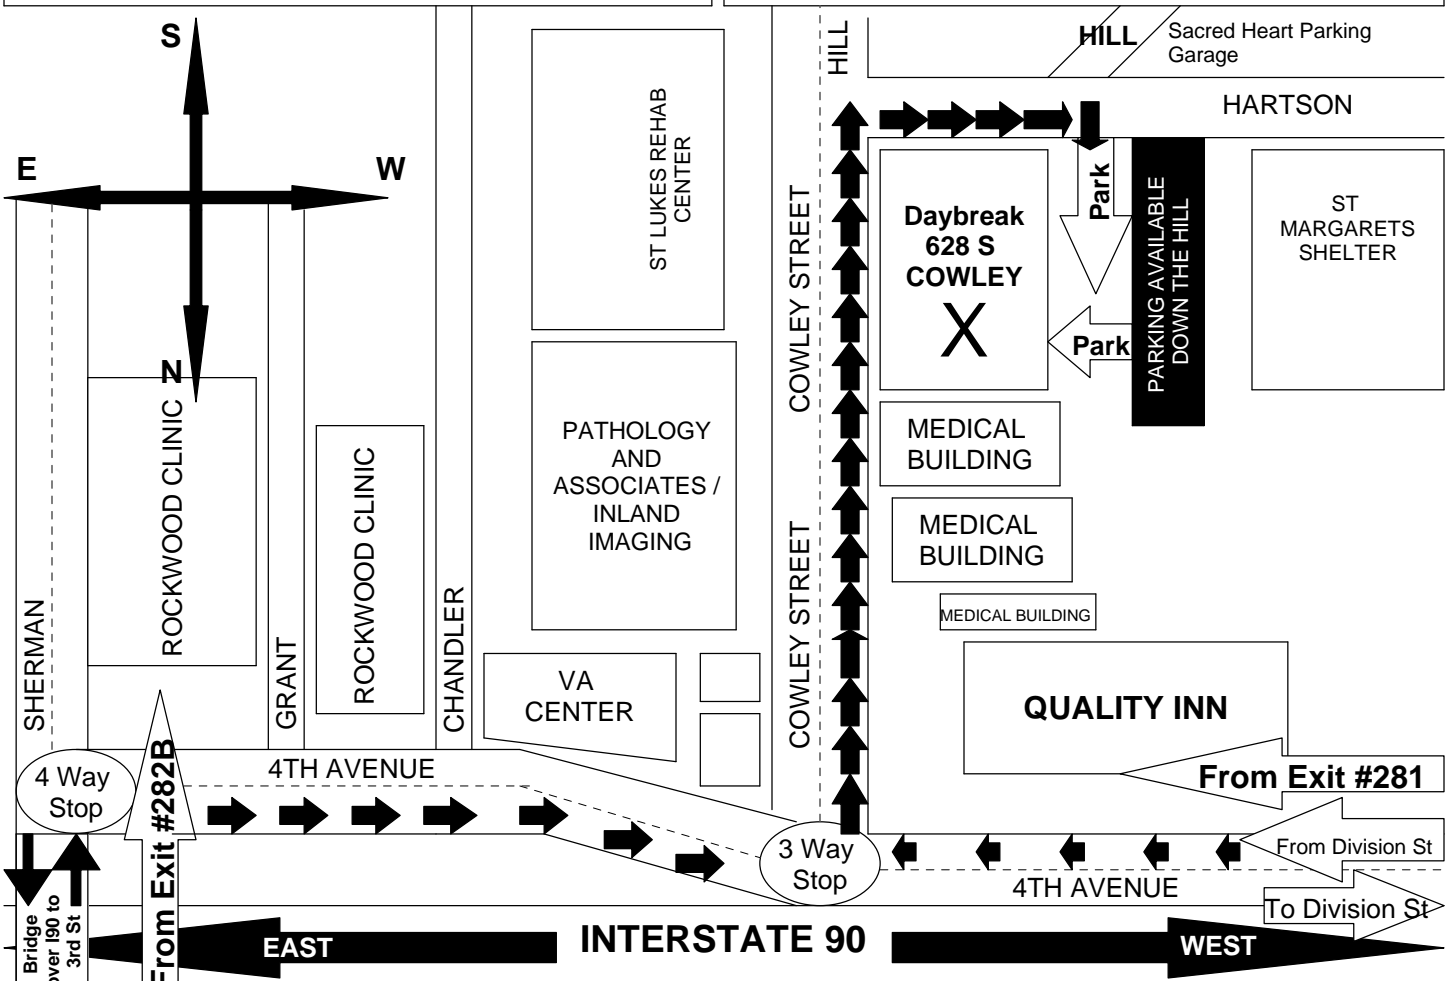 S
E
W
N
HILL
HILL
Sacred Heart Parking
Garage
HARTSON
ST LUKES REHAB
CENTER
COWLEY STREET
Daybreak
628 S
COWLEY
X
Park
Park
PARKING AVAILABLE
DOWN THE HILL
ST
MARGARETS
SHELTER
ROCKWOOD CLINIC
ROCKWOOD CLINIC
PATHOLOGY
AND
ASSOCIATES /
INLAND
IMAGING
MEDICAL
BUILDING
MEDICAL
BUILDING
MEDICAL BUILDING
COWLEY STREET
SHERMAN
GRANT
CHANDLER
VA
CENTER
QUALITY INN
4 Way
Stop
From Exit #282B
4TH AVENUE
From Exit #281
3 Way
Stop
From Division St
4TH AVENUE
To Division St
Bridge
over I90 to
3rd St
EAST
INTERSTATE 90
WEST